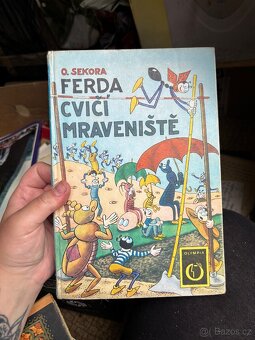 O. SEKORA
FERDA
CVIČÍ
MRAVENIŠTĚ
OLYMPIA
© Bazos.cz